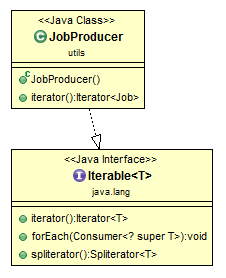 <<Java Class>>
JobProducer
utils
JobProducer()
iterator():Iterator<Job>
<<Java Interface>>
Iterable<T>
java.lang
iterator():Iterator<T>
forEach(Consumer<? super T>):void
spliterator():Spliterator<T>